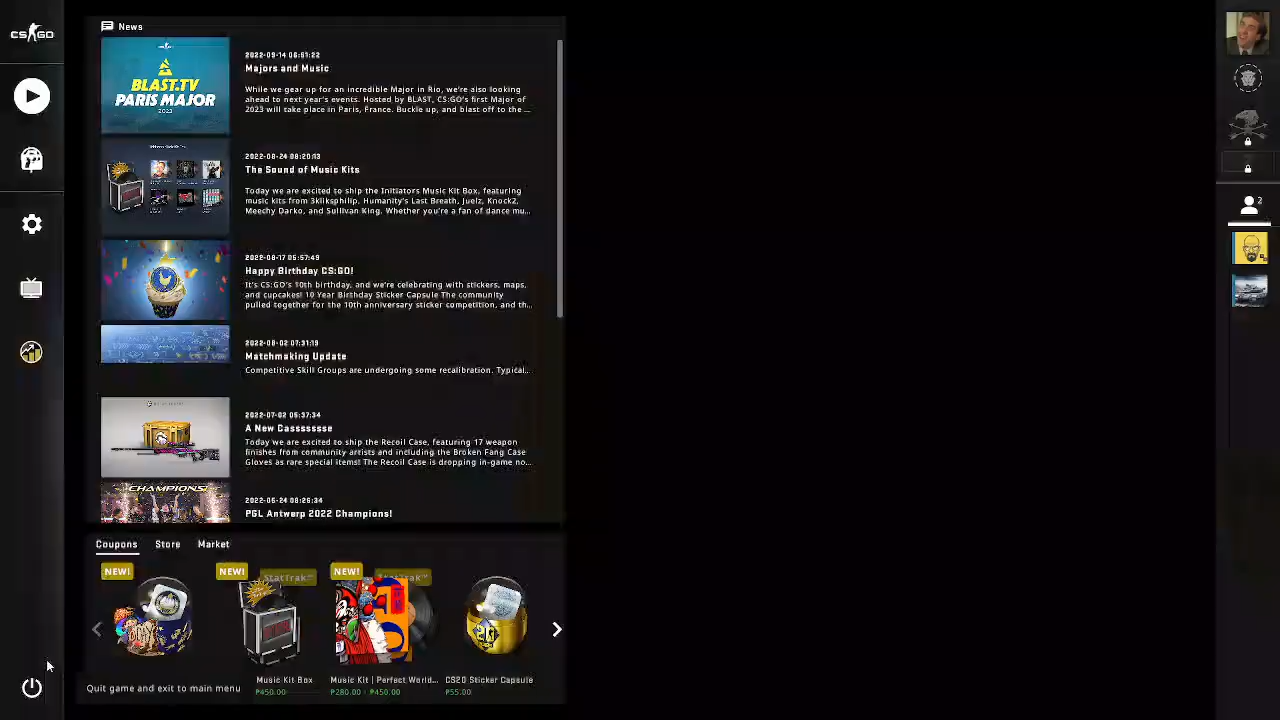 CS:GO
News
BLAST.TV
PARIS MAJOR
2023
2022-09-14 06:51:22
Majors and Music
While we gear up for an incredible Major in Rio, we're also looking
ahead to next year's events. Hosted by BLAST, CS:GO's first Major of
2023 will take place in Paris, France. Buckle up, and blast off to the ...
2022-08-24 08:20:13
The Sound of Music Kits
Today we are excited to ship the Initiators Music Kit Box, featuring
music kits from 3kliksphilip, Humanity's Last Breath, Juelz, Knock2,
Meechy Darko, and Sullivan King. Whether you're a fan of dance mu...
2022-08-17 05:57:49
Happy Birthday CS:GO!
It's CS:GO's 10th birthday, and we're celebrating with stickers, maps,
and cupcakes! 10 Year Birthday Sticker Capsule The community
pulled together for the 10th anniversary sticker competition, and th...
2022-08-02 07:31:19
Matchmaking Update
Competitive Skill Groups are undergoing some recalibration. Typical...
2022-07-02 05:37:34
A New Casssssse
Today we are excited to ship the Recoil Case, featuring 17 weapon
finishes from community artists and including the Broken Fang Case
Gloves as rare special items! The Recoil Case is dropping in-game no...
CHAMPIONS!
2022-05-24 08:26:34
PGL Antwerp 2022 Champions!
2
Coupons Store Market
NEW! NEW! StatTrak™ NEW! StatTrak™
Music Kit Box Music Kit | Perfect World... CS20 Sticker Capsule
₱450.00 ₱280.00 - ₱450.00 ₱55.00
Quit game and exit to main menu